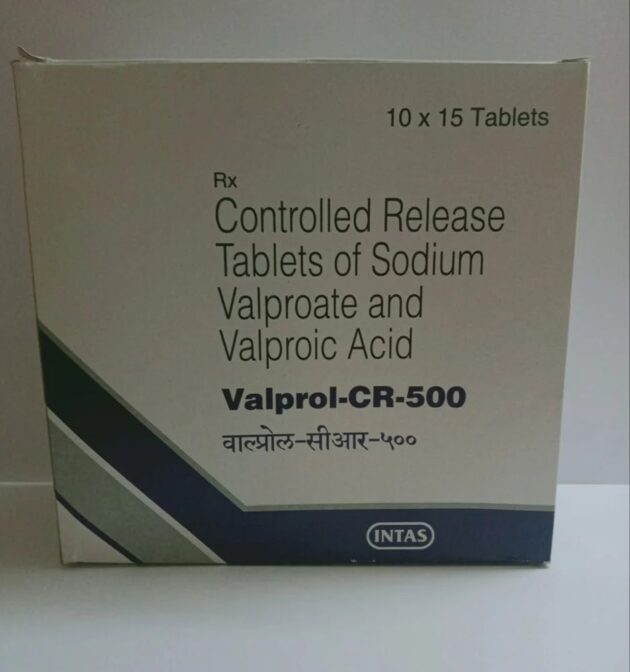 10 x 15 Tablets
Rx
Controlled Release
Tablets of Sodium
Valproate and
Valproic Acid
Valprol-CR-500
वाल्प्रोल-सीआर-५००
INTAS